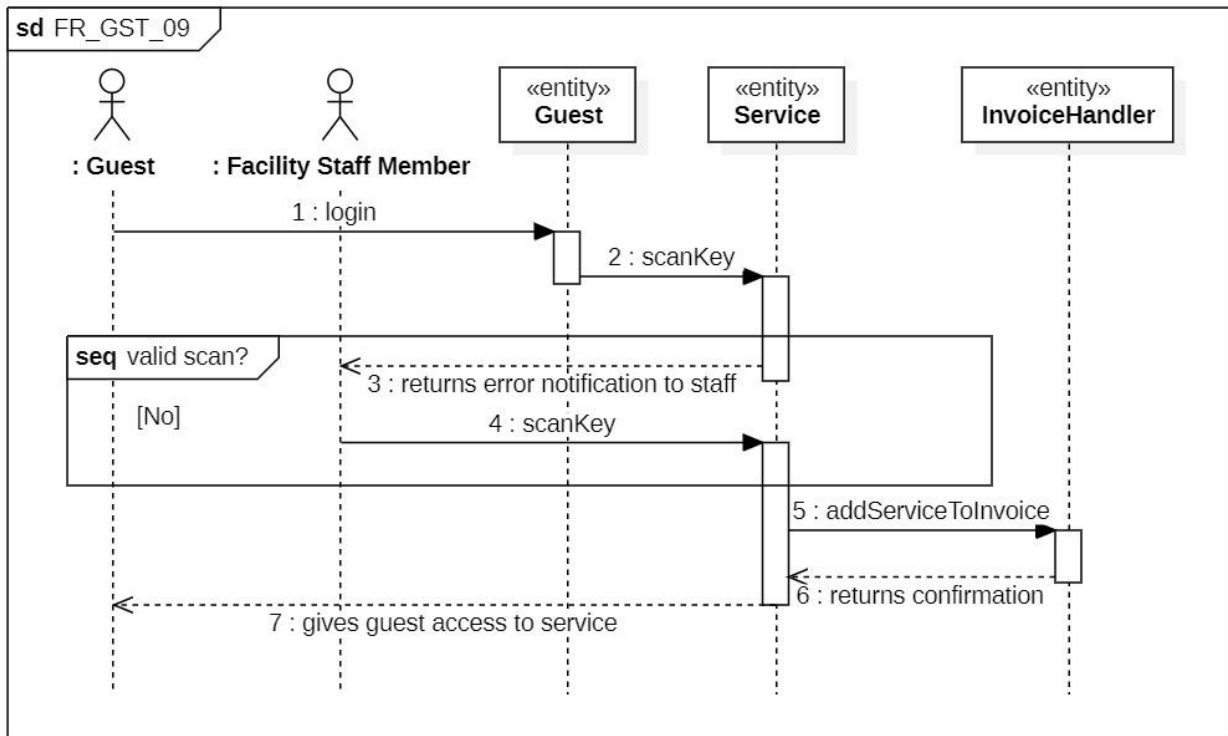 sd FR_GST_09
«entity»
Guest
«entity»
Service
«entity»
InvoiceHandler
: Guest
: Facility Staff Member
1 : login
2 : scanKey
seq valid scan?
3 : returns error notification to staff
[No]
4 : scanKey
5 : addServiceToInvoice
6 : returns confirmation
7 : gives guest access to service